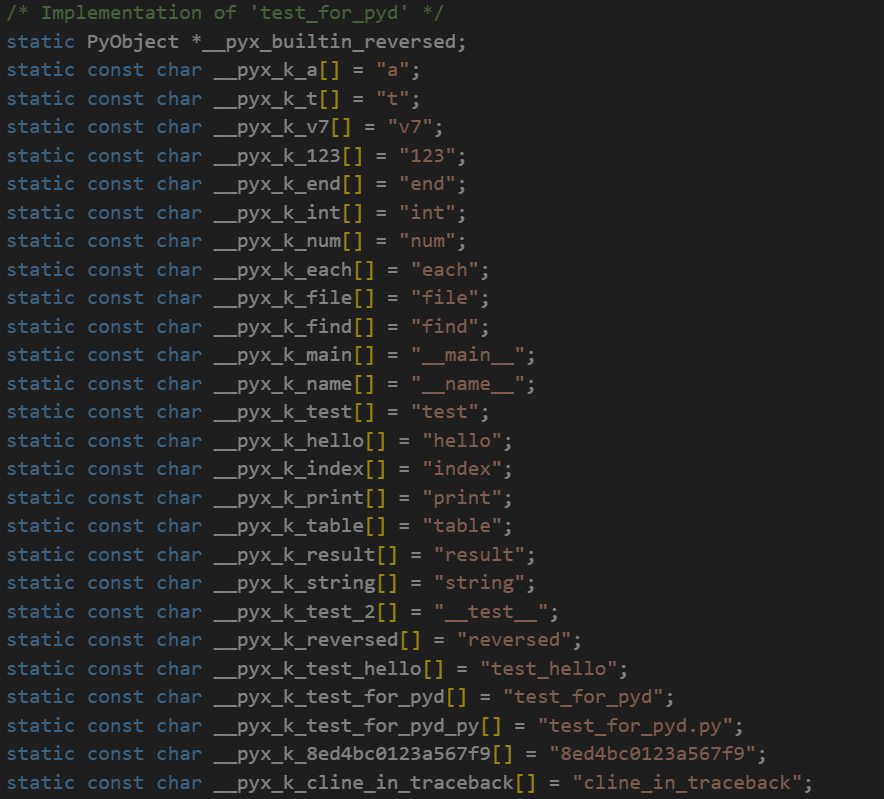 /* Implementation of 'test_for_pyd' */
static PyObject *__pyx_builtin_reversed;
static const char __pyx_k_a[] = "a";
static const char __pyx_k_t[] = "t";
static const char __pyx_k_v7[] = "v7";
static const char __pyx_k_123[] = "123";
static const char __pyx_k_end[] = "end";
static const char __pyx_k_int[] = "int";
static const char __pyx_k_num[] = "num";
static const char __pyx_k_each[] = "each";
static const char __pyx_k_file[] = "file";
static const char __pyx_k_find[] = "find";
static const char __pyx_k_main[] = "__main__";
static const char __pyx_k_name[] = "__name__";
static const char __pyx_k_test[] = "test";
static const char __pyx_k_hello[] = "hello";
static const char __pyx_k_index[] = "index";
static const char __pyx_k_print[] = "print";
static const char __pyx_k_table[] = "table";
static const char __pyx_k_result[] = "result";
static const char __pyx_k_string[] = "string";
static const char __pyx_k_test_2[] = "__test__";
static const char __pyx_k_reversed[] = "reversed";
static const char __pyx_k_test_hello[] = "test_hello";
static const char __pyx_k_test_for_pyd[] = "test_for_pyd";
static const char __pyx_k_test_for_pyd_py[] = "test_for_pyd.py";
static const char __pyx_k_8ed4bc0123a567f9[] = "8ed4bc0123a567f9";
static const char __pyx_k_cline_in_traceback[] = "cline_in_traceback";